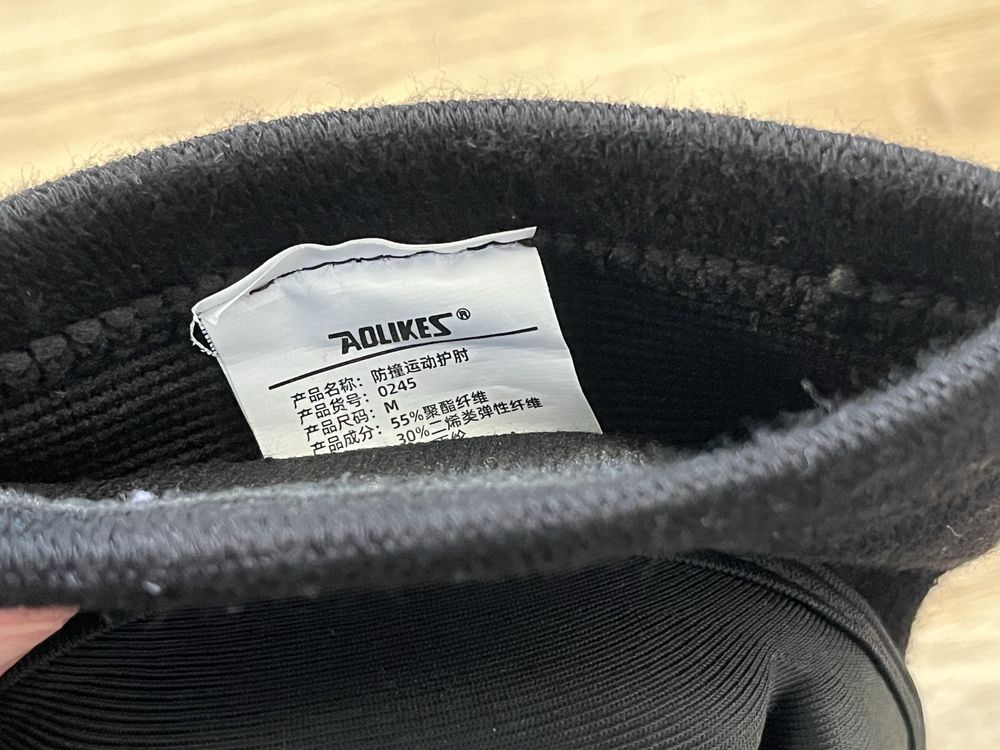 AOLIKES®
产品名称：防撞运动护肘
产品货号：0245
产品尺码：M
产品成分：55%聚酯纤维
30%二烯类弹性纤维